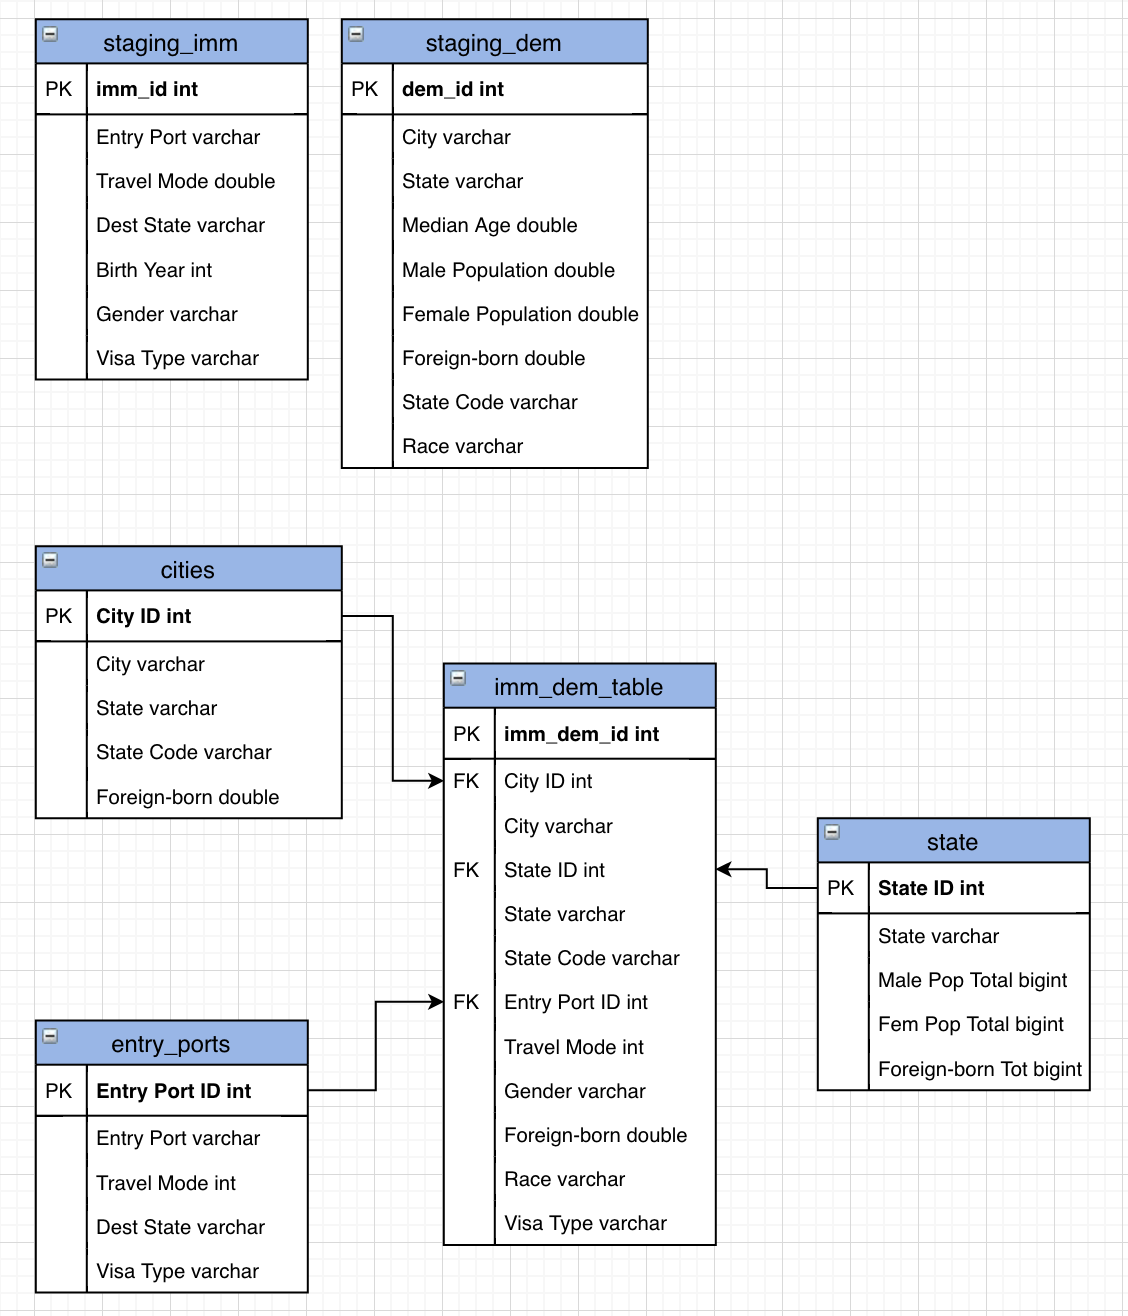 staging_imm
PK imm_id int
Entry Port varchar
Travel Mode double
Dest State varchar
Birth Year int
Gender varchar
Visa Type varchar
staging_dem
PK dem_id int
City varchar
State varchar
Median Age double
Male Population double
Female Population double
Foreign-born double
State Code varchar
Race varchar
cities
PK City ID int
City varchar
State varchar
State Code varchar
Foreign-born double
imm_dem_table
PK imm_dem_id int
FK City ID int
City varchar
FK State ID int
State varchar
State Code varchar
FK Entry Port ID int
Travel Mode int
Gender varchar
Foreign-born double
Race varchar
Visa Type varchar
state
PK State ID int
State varchar
Male Pop Total bigint
Fem Pop Total bigint
Foreign-born Tot bigint
entry_ports
PK Entry Port ID int
Entry Port varchar
Travel Mode int
Dest State varchar
Visa Type varchar